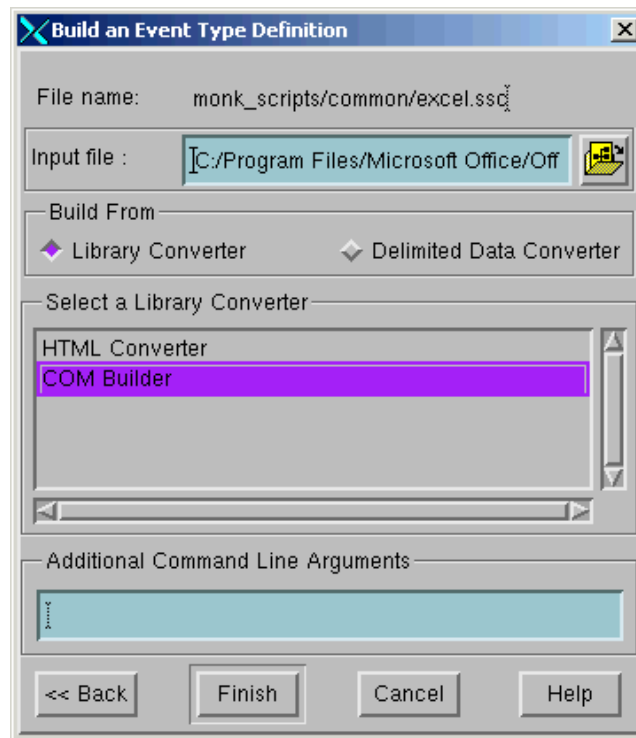 Build an Event Type Definition
File name: monk_scripts/common/excel.ssc
Input file : C:/Program Files/Microsoft Office/Off
Build From
Library Converter Delimited Data Converter
Select a Library Converter
HTML Converter
COM Builder
Additional Command Line Arguments
<< Back Finish Cancel Help